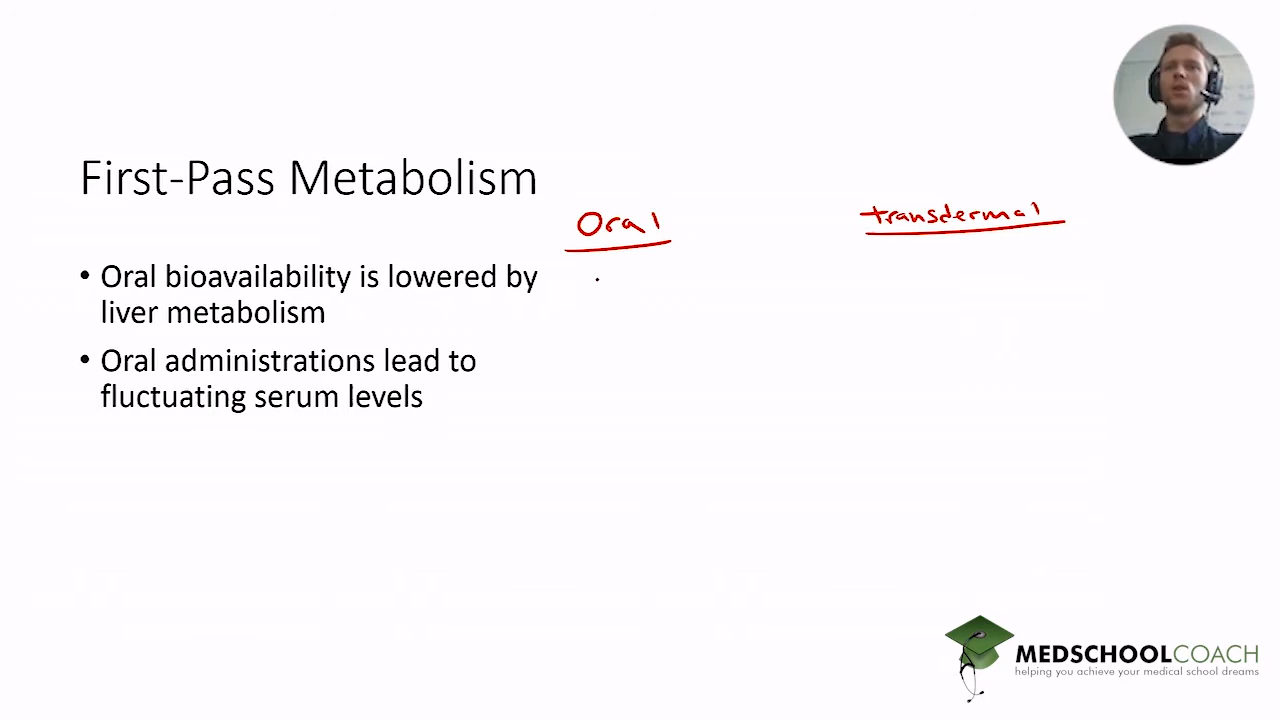 First-Pass Metabolism
Oral
transdermal
• Oral bioavailability is lowered by
liver metabolism
• Oral administrations lead to
fluctuating serum levels
MEDSCHOOLCOACH
helping you achieve your medical school dreams